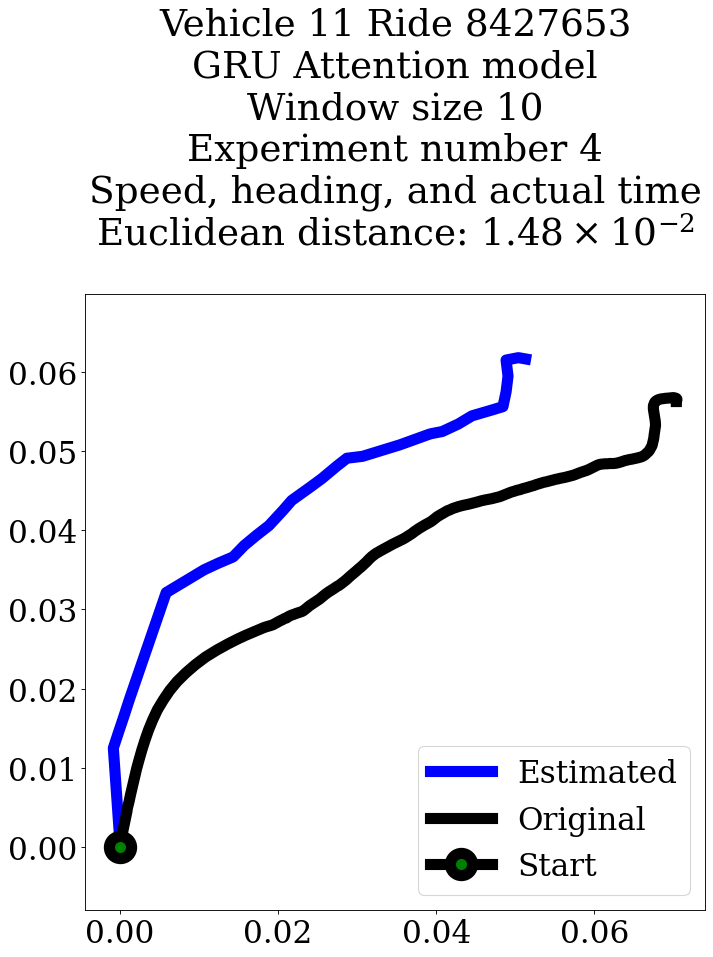 Vehicle 11 Ride 8427653
GRU Attention model
Window size 10
Experiment number 4
Speed, heading, and actual time
Euclidean distance: 1.48 × 10⁻²
0.06
0.05
0.04
0.03
0.02
0.01
0.00
Estimated
Original
Start
0.00 0.02 0.04 0.06